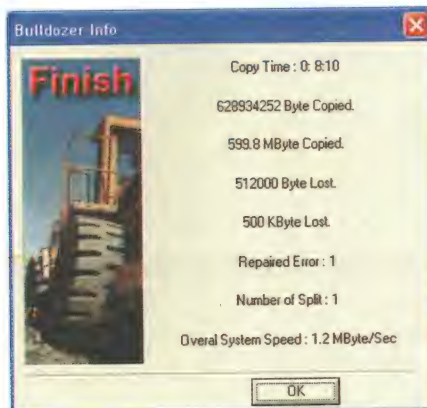 Bulldozer Info
Finish
Copy Time : 0: 8:10
628934252 Byte Copied.
599.8 MByte Copied.
512000 Byte Lost.
500 KByte Lost.
Repaired Error : 1
Number of Split : 1
Overal System Speed : 1.2 MByte/Sec
OK